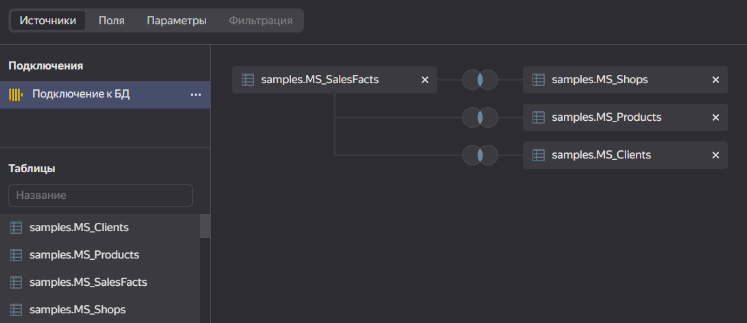 Источники Поля Параметры Фильтрация
Подключения
Подключение к БД
Таблицы
Название
samples.MS_Clients
samples.MS_Products
samples.MS_SalesFacts
samples.MS_Shops
samples.MS_SalesFacts
samples.MS_Shops
samples.MS_Products
samples.MS_Clients